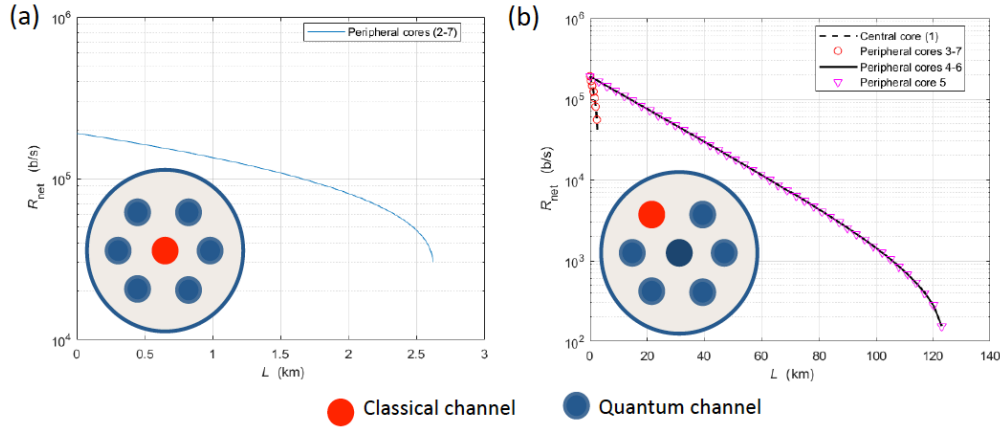 (a)
10^6
10^5
10^4
R_net (b/s)
Peripheral cores (2-7)
0 0.5 1 1.5 2 2.5 3
L (km)
(b)
10^6
10^5
10^4
10^3
10^2
R_net (b/s)
Central core (1)
Peripheral cores 3-7
Peripheral cores 4-6
Peripheral core 5
0 20 40 60 80 100 120 140
L (km)
Classical channel
Quantum channel